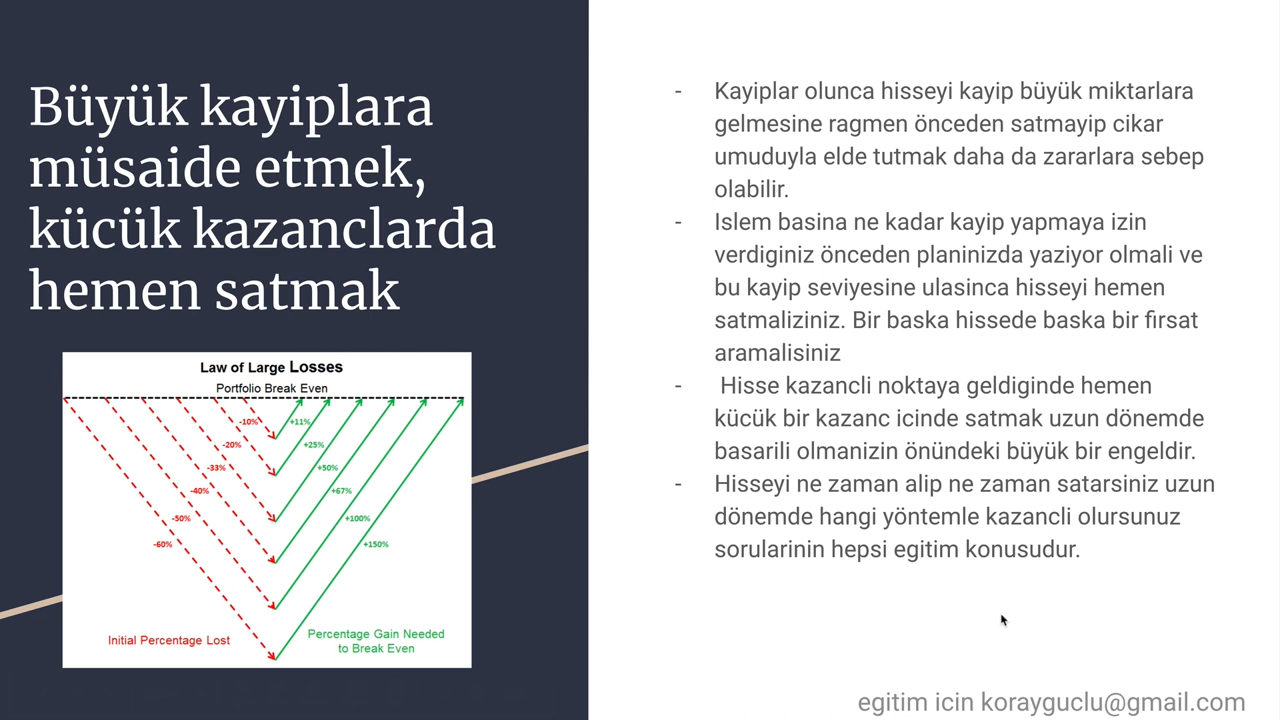 Büyük kayiplara
müsaide etmek,
kücük kazanclarda
hemen satmak
Law of Large Losses
Portfolio Break Even
-10%
+11%
-20%
+25%
-33%
+50%
-40%
+67%
-50%
+100%
-60%
+150%
Initial Percentage Lost
Percentage Gain Needed
to Break Even
- Kayiplar olunca hisseyi kayip büyük miktarlara
gelmesine ragmen önceden satmayip cikar
umuduyla elde tutmak daha da zararlara sebep
olabilir.
- Islem basina ne kadar kayip yapmaya izin
verdiginiz önceden planinizda yaziyor olmali ve
bu kayip seviyesine ulasinca hisseyi hemen
satmaliziniz. Bir baska hissede baska bir firsat
aramalisiniz
- Hisse kazancli noktaya geldiginde hemen
kücük bir kazanc icinde satmak uzun dönemde
basarili olmanizin önündeki büyük bir engeldir.
- Hisseyi ne zaman alip ne zaman satarsiniz uzun
dönemde hangi yöntemle kazancli olursunuz
sorularinin hepsi egitim konusudur.
egitim icin korayguclu@gmail.com